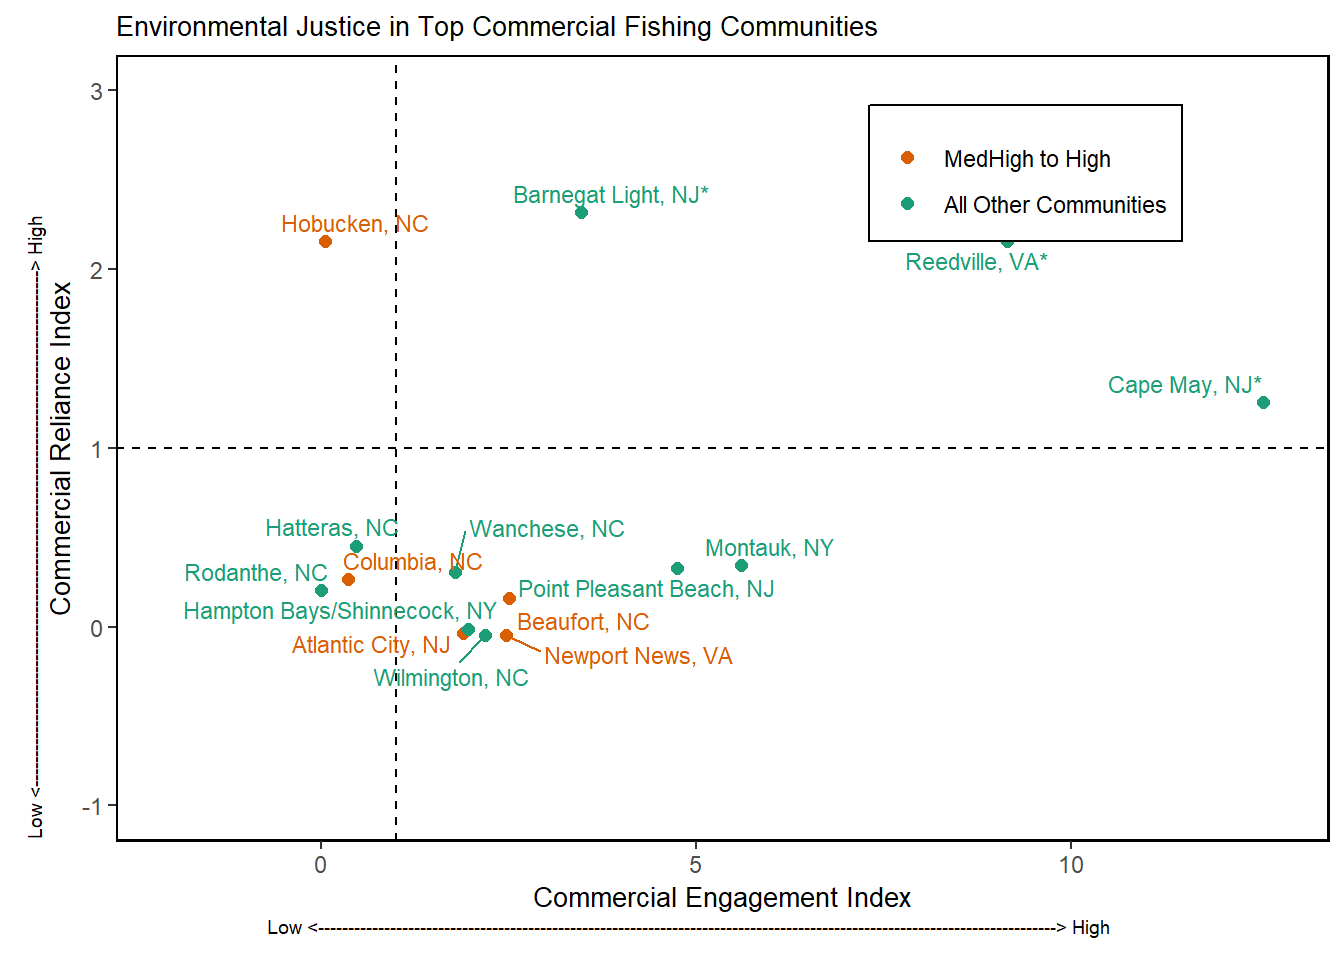 Environmental Justice in Top Commercial Fishing Communities
3
MedHigh to High
Barnegat Light, NJ*
All Other Communities
Hobucken, NC
Reedville, VA*
2
Cape May, NJ*
1
Hatteras, NC
Wanchese, NC
Montauk, NY
Columbia, NC
Rodanthe, NC
Point Pleasant Beach, NJ
Hampton Bays/Shinnecock, NY
Beaufort, NC
0
Atlantic City, NJ
Newport News, VA
Wilmington, NC
-1
Commercial Reliance Index
Low <--------------------------------------------------------------------------------------------> High
0 5 10
Commercial Engagement Index
Low <----------------------------------------------------------------------------------------------------------------------------> High